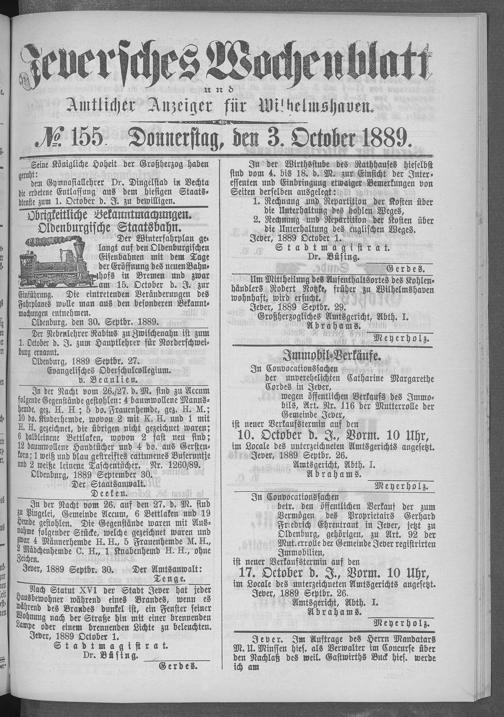 Jeversches Wochenblatt
und
Amtlicher Anzeiger für Wilhelmshaven.
№ 155. Donnerstag, den 3. October 1889.
Seine Königliche Hoheit der Großherzog haben
geruht:
dem Gymnasiallehrer Dr. Dingelstad in Vechta
die erbetene Entlassung aus dem hiesigen Staats-
dienste zum 1. October d. J. zu bewilligen.
Obrigkeitliche Bekanntmachungen.
Oldenburgische Staatsbahn.
Der Winterfahrplan ge-
langt auf den Oldenburgischen
Eisenbahnen mit dem Tage
der Eröffnung des neuen Bahn-
hofs in Bremen und zwar
am 15. October d. J. zur
Einführung. Die eintretenden Veränderungen des
Fahrplanes wolle man aus den besonderen Bekannt-
machungen entnehmen.
Oldenburg, den 30. Septbr. 1889.
Der Nebenlehrer Radius zu Zwischenahn ist zum
1. October d. J. zum Hauptlehrer für Norderschwei-
burg ernannt.
Oldenburg, 1889 Septbr. 27.
Evangelisches Oberschulcollegium.
v. Beaulieu.
In der Nacht vom 26./27. d. M. sind zu Accum
folgende Gegenstände gestohlen: 4 baumwollene Manns-
hemde, gez. H. H.; 5 do. Frauenhemde, gez. H. M.;
10 do. Kinderhemde, wovon 2 mit K. H. und 1 mit
H. H. gezeichnet, die übrigen nicht gezeichnet waren;
6 halbleinene Bettlaken, wovon 2 fast neu sind;
12 baumwollene Handtücher und 4 do. aus Gersten-
korn; 1 weiß und blau gestreiftes cattunenes Buseruntje
und 2 weiße leinene Taschentücher. Nr. 1260/89.
Oldenburg, 1889 September 30.
Der Staatsanwalt.
Deeken.
In der Nacht vom 26. auf den 27. d. M. sind
zu Pingelei, Gemeinde Accum, 6 Bettlaken und 19
Hemde gestohlen. Die Gegenstände waren mit Aus-
nahme folgender Stücke, welche gezeichnet waren und
zwar 4 Männerhemde H. H., 5 Frauenhemde H. M.,
2 Mädchenhemde C. H., 1 Knabenhemd H. H., ohne
Zeichen.
Jever, 1889 Septbr. 30. Der Amtsanwalt:
Tenge.
Nach Statut XVI der Stadt Jever hat jeder
Hausbewohner während eines Brandes, wenn es
während des Brandes dunkel ist, ein Fenster seiner
Wohnung nach der Straße hin mit einer brennenden
Lampe oder einem brennenden Lichte zu beleuchten.
Jever, 1889 October 1.
Stadtmagistrat.
Dr. Büsing.
Gerdes.
In der Wirthsstube des Rathhauses hieselbst
sind vom 4. bis 18. d. M. zur Einsicht der Inter-
essenten und Einbringung etwaiger Bemerkungen von
Seiten derselben ausgelegt:
1. Rechnung und Repartition der Kosten über
die Unterhaltung des hohlen Weges,
2. Rechnung und Repartition der Kosten über
die Unterhaltung des englischen Weges.
Jever, 1889 October 1.
Stadtmagistrat.
Dr. Büsing.
Gerdes.
Um Mittheilung des Aufenthaltsortes des Kohlen-
händlers Robert Notzke, früher zu Wilhelmshaven
wohnhaft, wird ersucht.
Jever, 1889 Septbr. 29.
Großherzogliches Amtsgericht, Abth. I.
Abrahams.
Meyerholz.
Immobil-Verkäufe.
In Convocationssachen
der unverehelichten Catharine Margarethe
Cordes in Jever,
wegen öffentlichen Verkaufs des Immo-
bils, Art. Nr. 116 der Mutterrolle der
Gemeinde Jever,
ist neuer Verkaufstermin auf den
10. October d. J., Vorm. 10 Uhr,
im Locale des unterzeichneten Amtsgerichts angesetzt.
Jever, 1889 Septbr. 26.
Amtsgericht, Abth. I.
Abrahams.
Meyerholz.
In Convocationssachen
betr. den öffentlichen Verkauf der zum
Vermögen des Proprietairs Gerhard
Friedrich Ehrentraut in Jever, jetzt zu
Oldenburg, gehörigen, zu Art. 92 der
Mutterrolle der Gemeinde Jever registrirten
Immobilien,
ist neuer Verkaufstermin auf den
17. October d. J., Vorm. 10 Uhr,
im Locale des unterzeichneten Amtsgerichts angesetzt.
Jever, 1889 Septbr. 26.
Amtsgericht, Abth. I.
Abrahams.
Meyerholz.
Jever. Im Auftrage des Herrn Mandatars
M. U. Minssen hies. als Verwalter im Concurse über
den Nachlaß des weil. Gastwirths Buck hies. werde
ich am